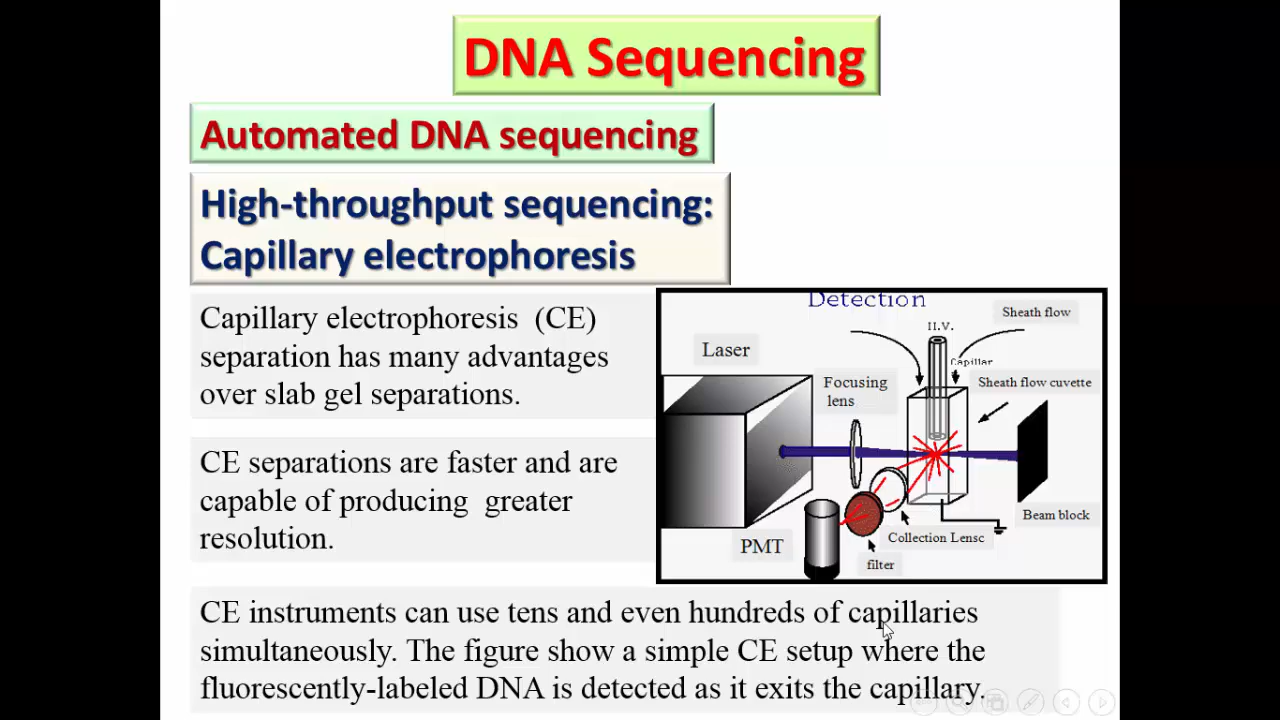 DNA Sequencing
Automated DNA sequencing
High-throughput sequencing:
Capillary electrophoresis
Capillary electrophoresis (CE)
separation has many advantages
over slab gel separations.
CE separations are faster and are
capable of producing greater
resolution.
Detection
Sheath flow
H.V.
Laser
Capillar
Focusing
lens
Sheath flow cuvette
Beam block
PMT
Collection Lensc
filter
CE instruments can use tens and even hundreds of capillaries
simultaneously. The figure show a simple CE setup where the
fluorescently-labeled DNA is detected as it exits the capillary.